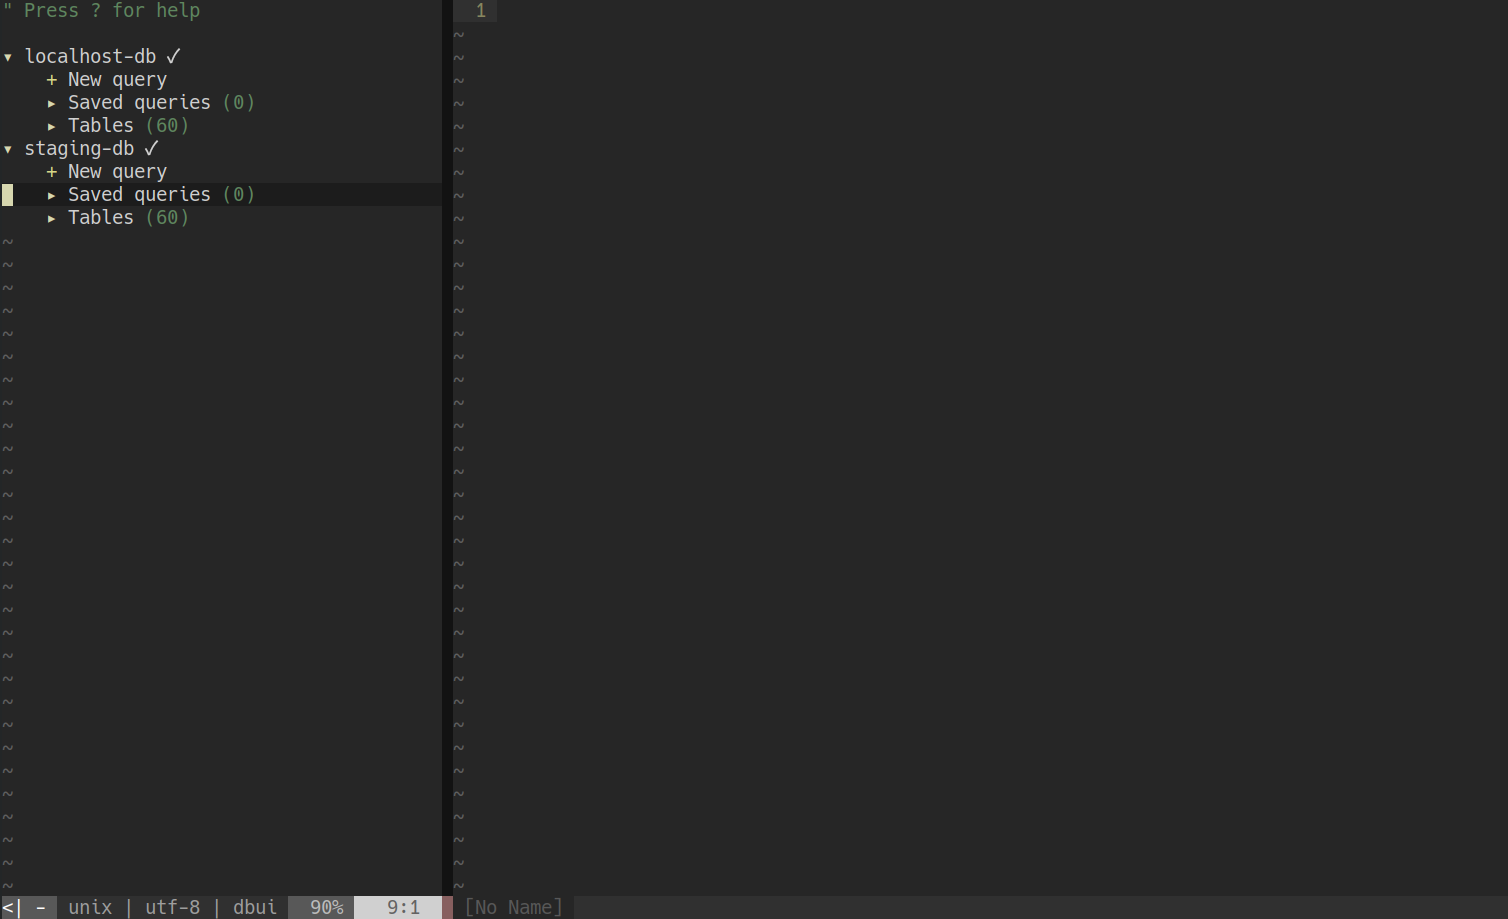 " Press ? for help
▾ localhost-db ✓
+ New query
▸ Saved queries (0)
▸ Tables (60)
▾ staging-db ✓
+ New query
▸ Saved queries (0)
▸ Tables (60)
1
<| - unix | utf-8 | dbui 90% 9:1 [No Name]